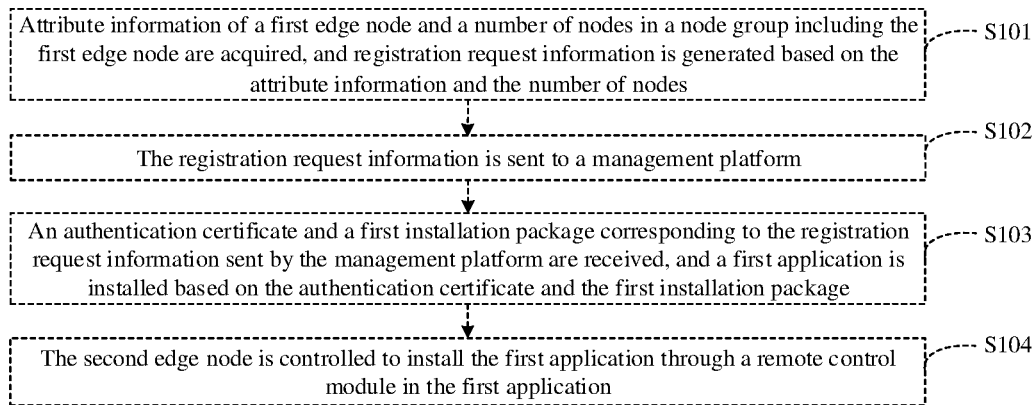 Attribute information of a first edge node and a number of nodes in a node group including the
first edge node are acquired, and registration request information is generated based on the
attribute information and the number of nodes
S101
The registration request information is sent to a management platform
S102
An authentication certificate and a first installation package corresponding to the registration
request information sent by the management platform are received, and a first application is
installed based on the authentication certificate and the first installation package
S103
The second edge node is controlled to install the first application through a remote control
module in the first application
S104